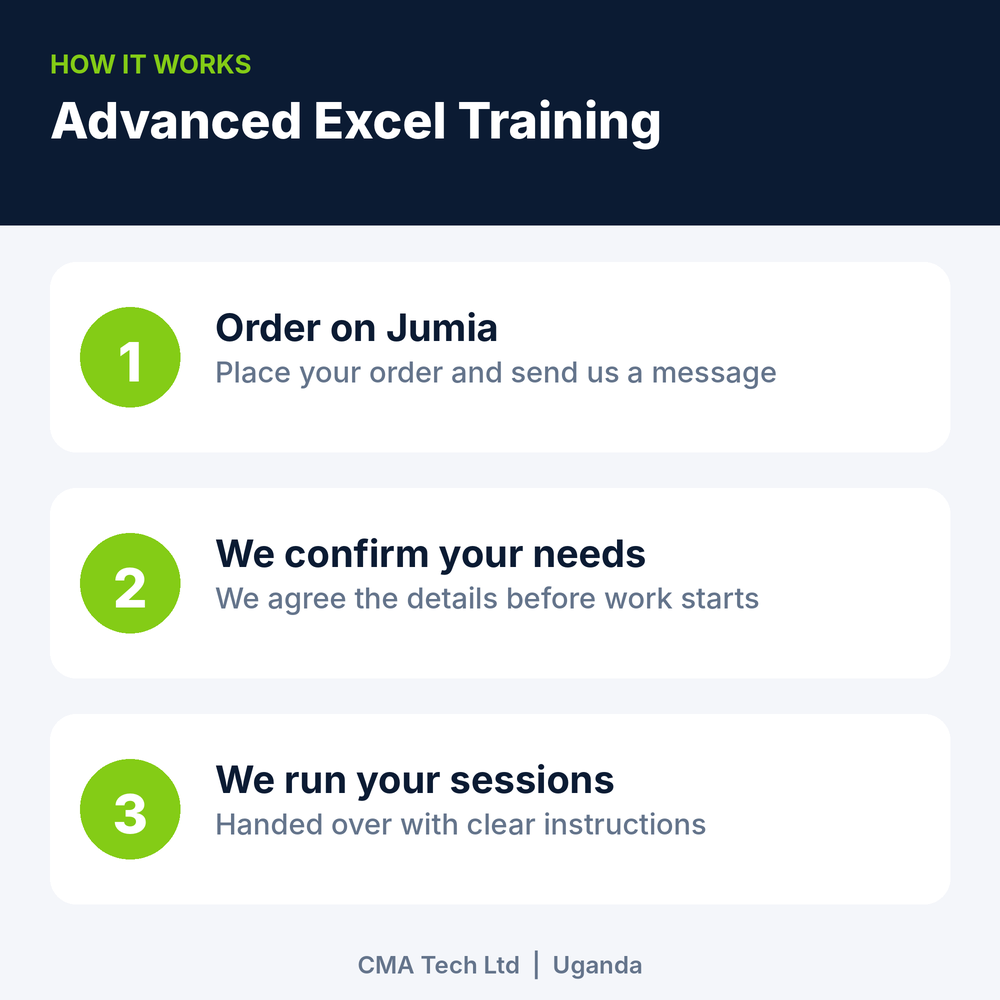 HOW IT WORKS
Advanced Excel Training
1
Order on Jumia
Place your order and send us a message
2
We confirm your needs
We agree the details before work starts
3
We run your sessions
Handed over with clear instructions
CMA Tech Ltd | Uganda